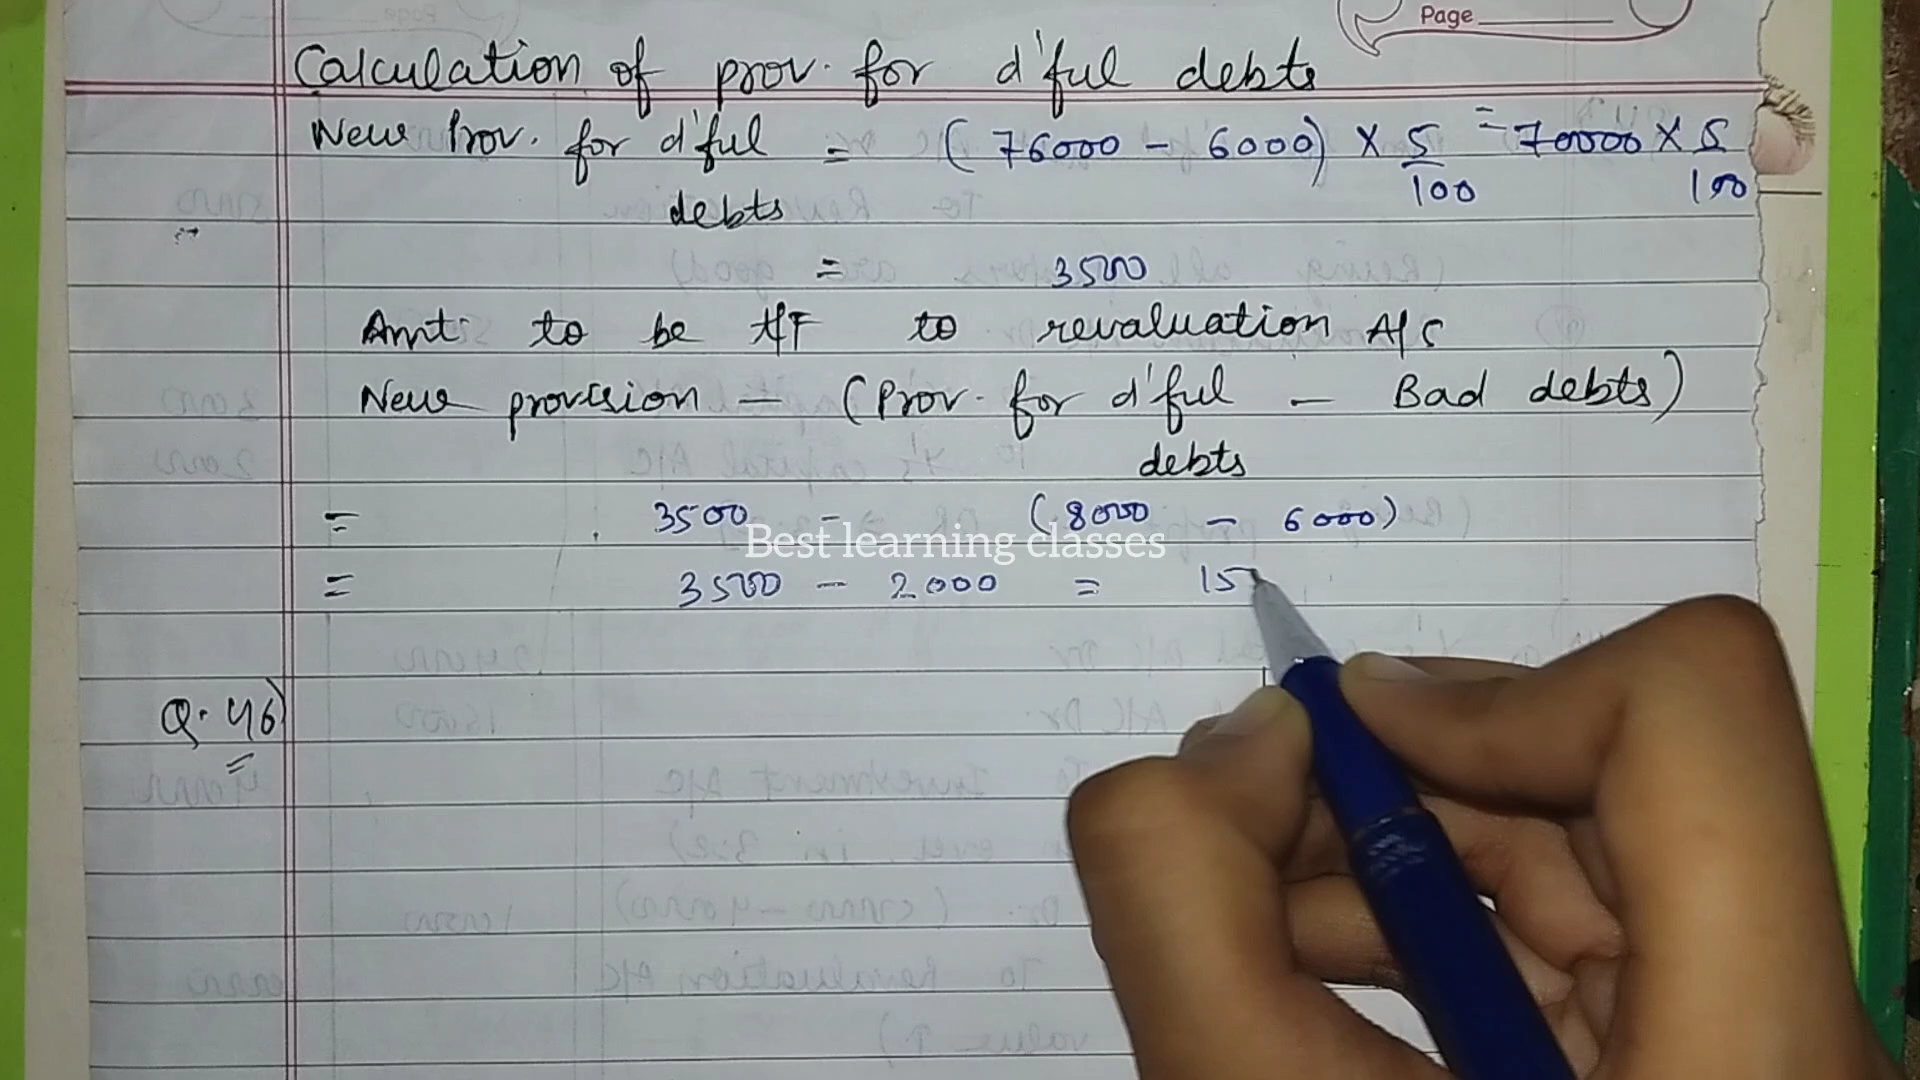 Page
Calculation of prov. for d'ful debts
New Prov. for d'ful = (76000 - 6000) X 5/100 = 70000 X 5/100
debts
= 3500
Amt. to be t/f to revaluation A/c
New provision - (Prov. for d'ful - Bad debts)
debts
= 3500 - (8000 - 6000)
Best learning classes
= 3500 - 2000 = 15
Q. 46)